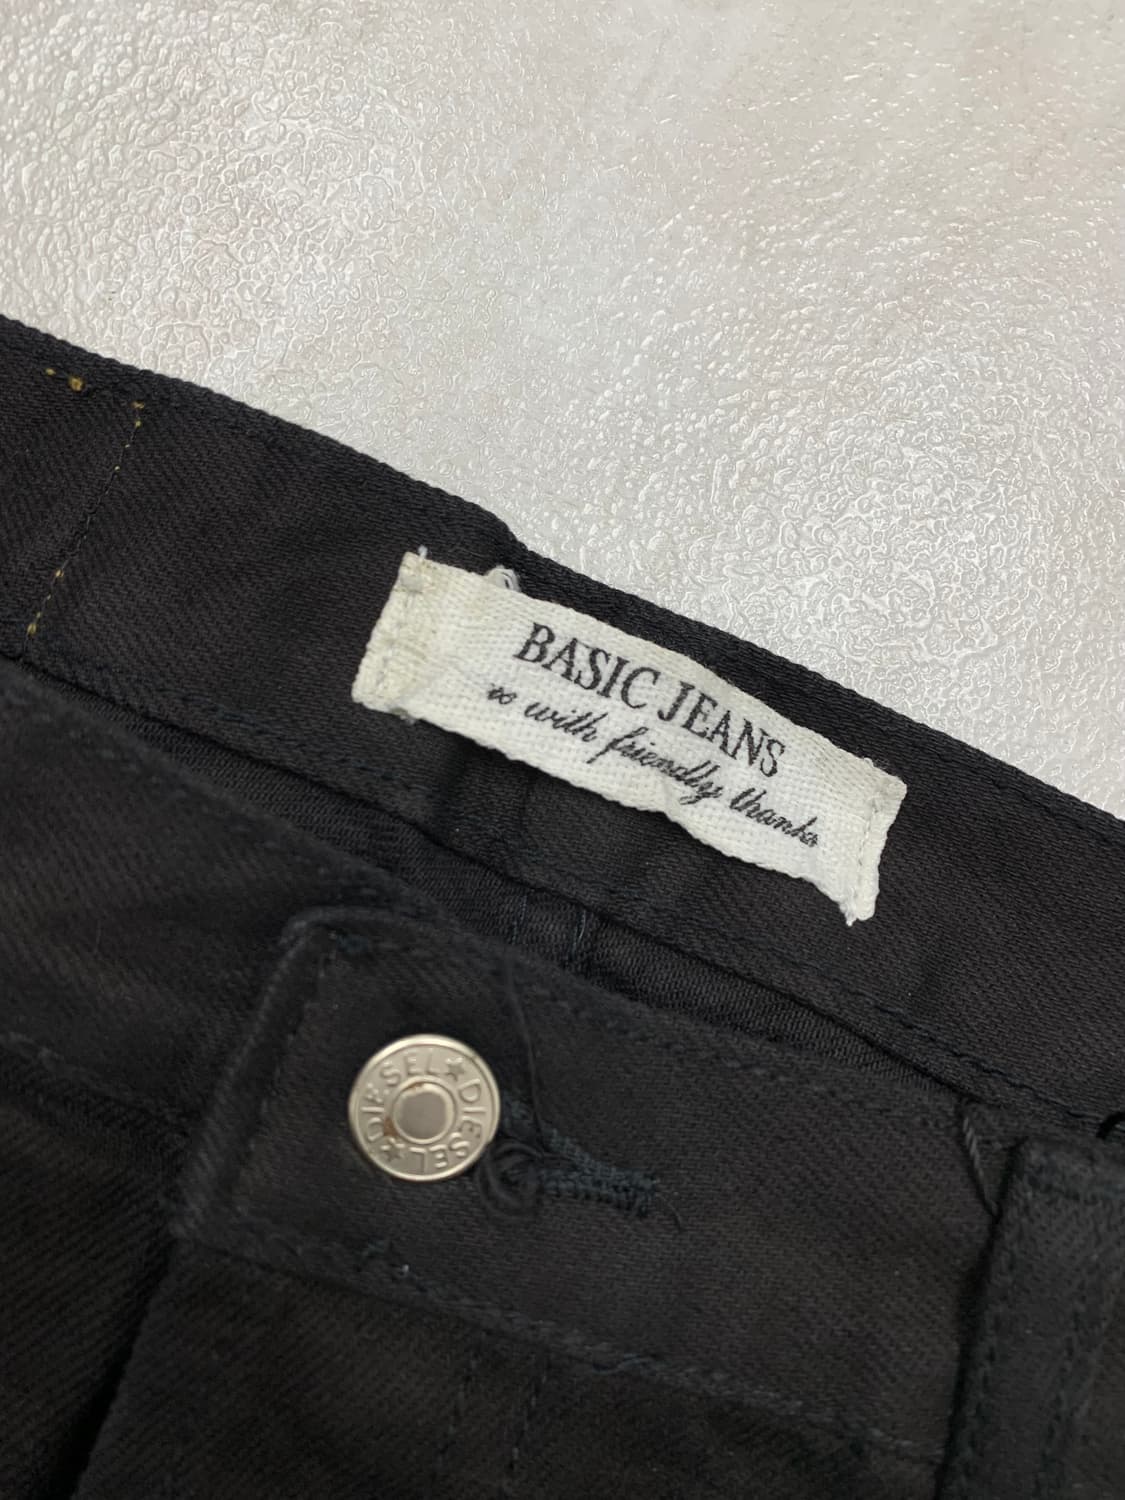 BASIC JEANS
with friendly thanks
DIESEL★DIESEL★